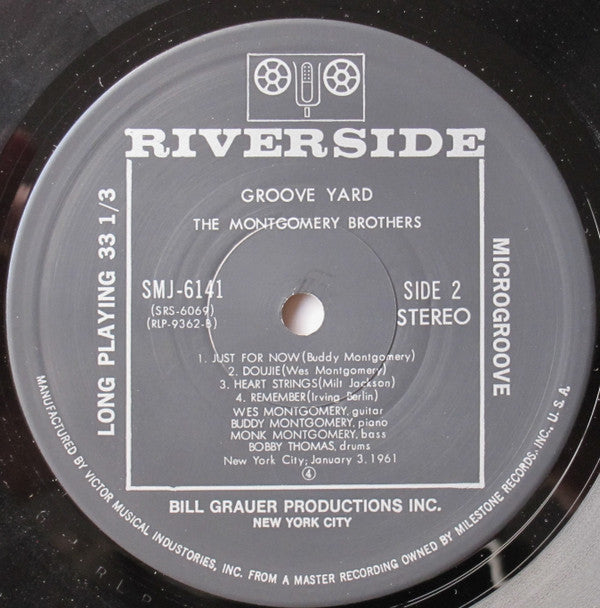 RIVERSIDE
GROOVE YARD
THE MONTGOMERY BROTHERS
LONG PLAYING 33 1/3
MICROGROOVE
SMJ-6141
(SRS-6069)
(RLP-9362-B)
SIDE 2
STEREO
1. JUST FOR NOW(Buddy Montgomery)
2. DOUJIE(Wes Montgomery)
3. HEART STRINGS(Milt Jackson)
4. REMEMBER(Irving Berlin)
WES MONTGOMERY, guitar
BUDDY MONTGOMERY, piano
MONK MONTGOMERY, bass
BOBBY THOMAS, drums
New York City; January 3, 1961
4
BILL GRAUER PRODUCTIONS INC.
NEW YORK CITY
MANUFACTURED BY VICTOR MUSICAL INDUSTORIES, INC. FROM A MASTER RECORDING OWNED BY MILESTONE RECORDS, INC., U.S.A.